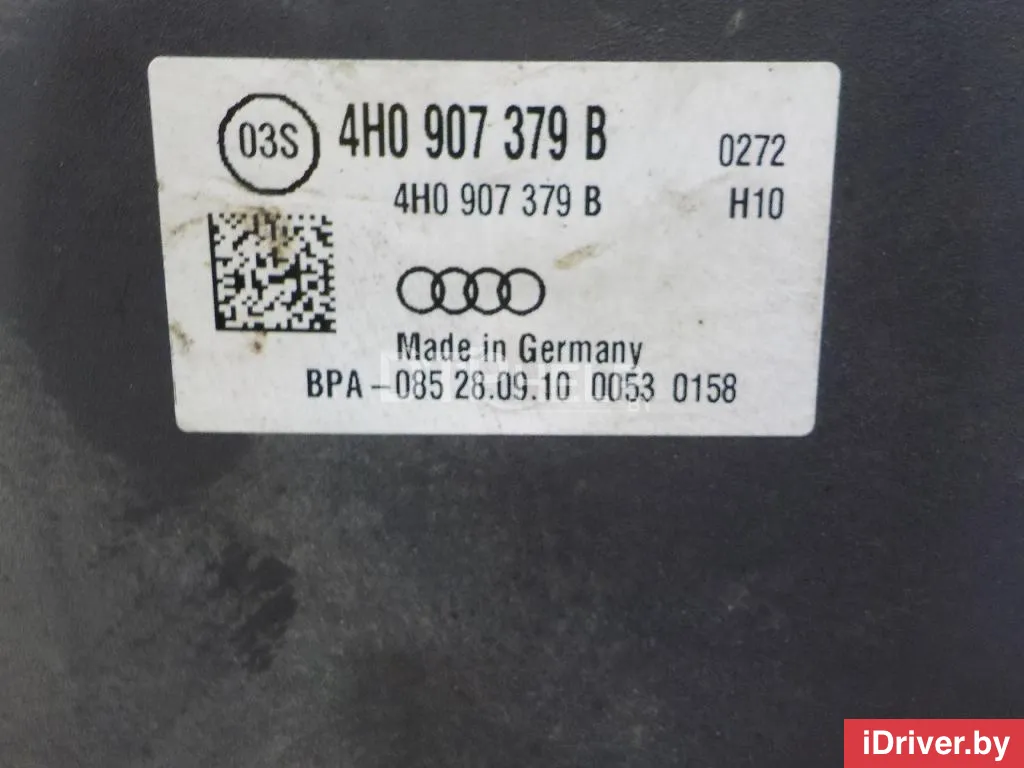 03S 4H0 907 379 B 0272
4H0 907 379 B H10
Made in Germany
BPA-085 28.09.10 0053 0158
iDriver.by